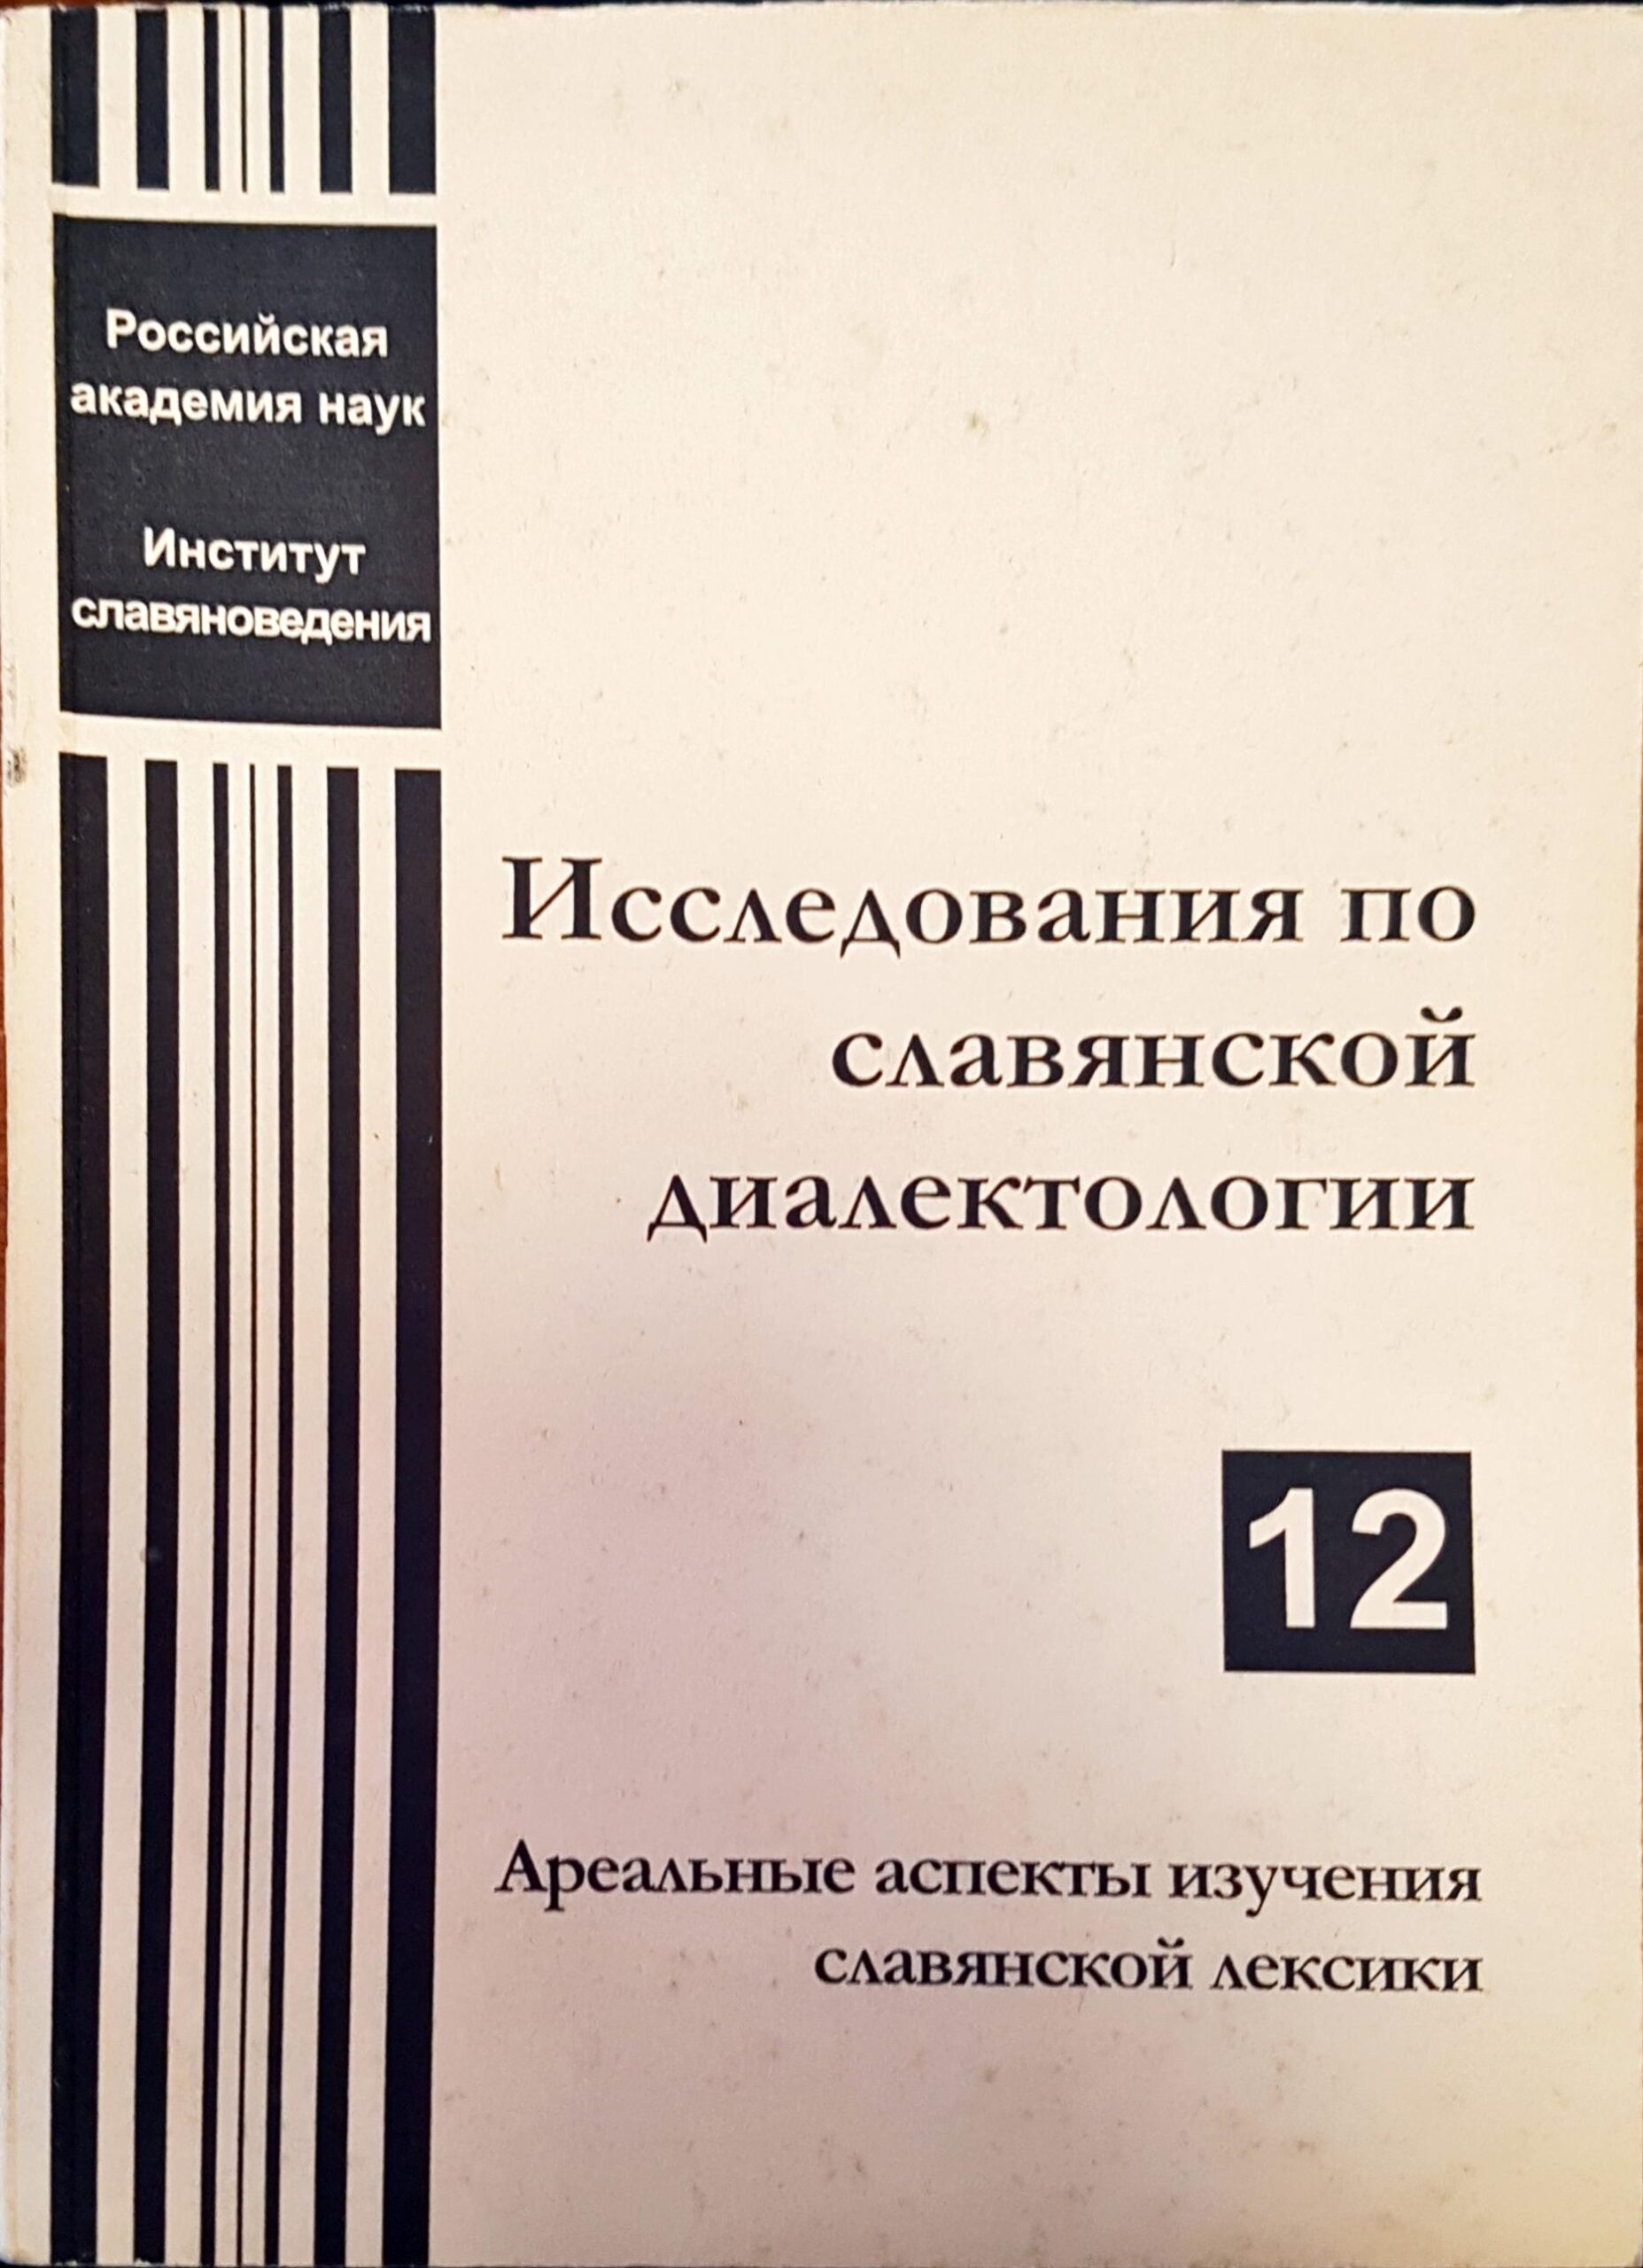 Российская
академия наук
Институт
славяноведения
Исследования по
славянской
диалектологии
12
Ареальные аспекты изучения
славянской лексики